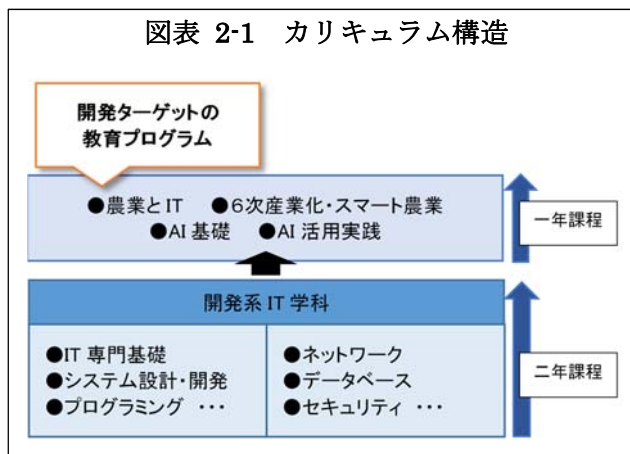 図表 2-1 カリキュラム構造
開発ターゲットの
教育プログラム
●農業とIT ●6次産業化・スマート農業
●AI 基礎 ●AI 活用実践
一年課程
開発系 IT 学科
●IT 専門基礎
●システム設計・開発
●プログラミング ・・・
●ネットワーク
●データベース
●セキュリティ ・・・
二年課程